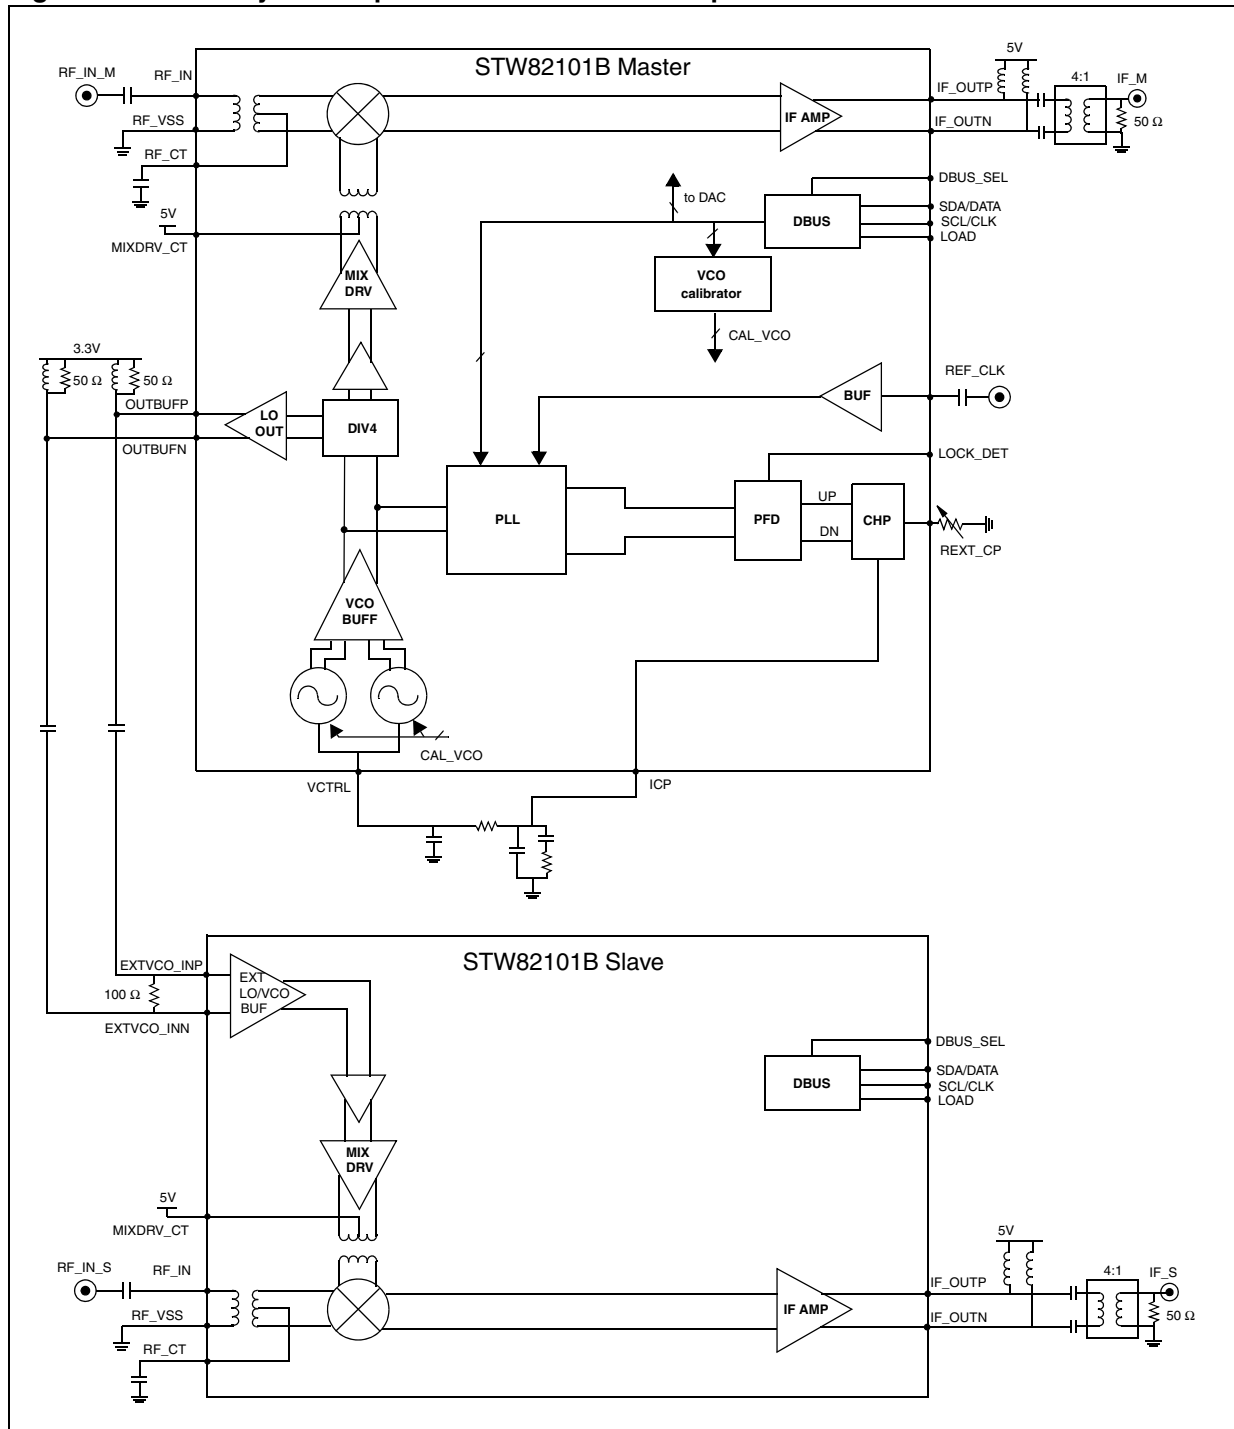 STW82101B Master
RF_IN_M
RF_IN
RF_VSS
RF_CT
5V
MIXDRV_CT
MIX
DRV
IF AMP
IF_OUTP
IF_OUTN
5V
4:1
IF_M
50 Ω
DBUS_SEL
SDA/DATA
SCL/CLK
LOAD
DBUS
to DAC
VCO
calibrator
CAL_VCO
3.3V
50 Ω
50 Ω
OUTBUFP
OUTBUFN
LO
OUT
DIV4
BUF
REF_CLK
LOCK_DET
PLL
PFD
UP
DN
CHP
REXT_CP
VCO
BUFF
CAL_VCO
VCTRL
ICP
STW82101B Slave
EXTVCO_INP
100 Ω
EXTVCO_INN
EXT
LO/VCO
BUF
DBUS_SEL
SDA/DATA
SCL/CLK
LOAD
DBUS
MIX
DRV
5V
MIXDRV_CT
RF_IN_S
RF_IN
RF_VSS
RF_CT
IF AMP
IF_OUTP
IF_OUTN
5V
4:1
IF_S
50 Ω